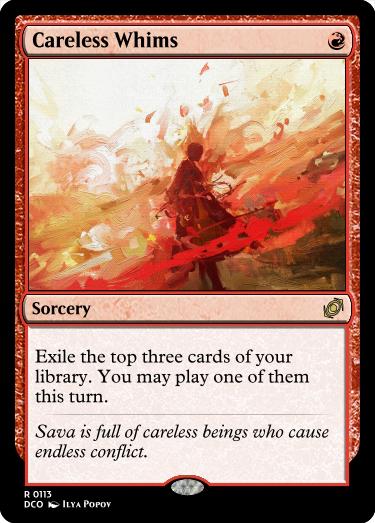 Careless Whims
Sorcery
Exile the top three cards of your
library. You may play one of them
this turn.
Sava is full of careless beings who cause
endless conflict.
R 0113
DCO Ilya Popov